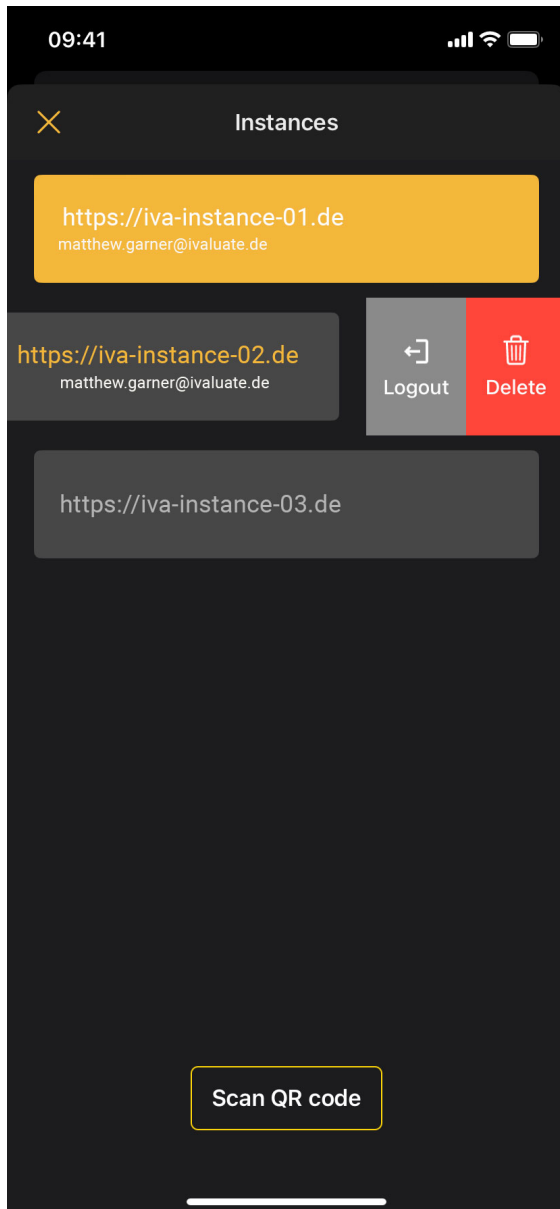 09:41
Instances
https://iva-instance-01.de
matthew.garner@ivaluate.de
https://iva-instance-02.de
matthew.garner@ivaluate.de
Logout
Delete
https://iva-instance-03.de
Scan QR code